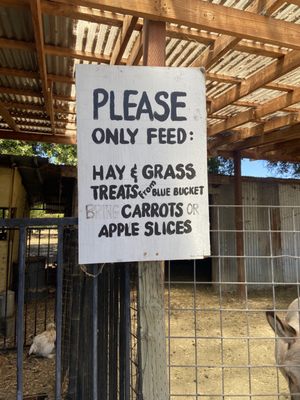 PLEASE
ONLY FEED:
HAY & GRASS
TREATS From BLUE BUCKET
CARROTS OR
APPLE SLICES